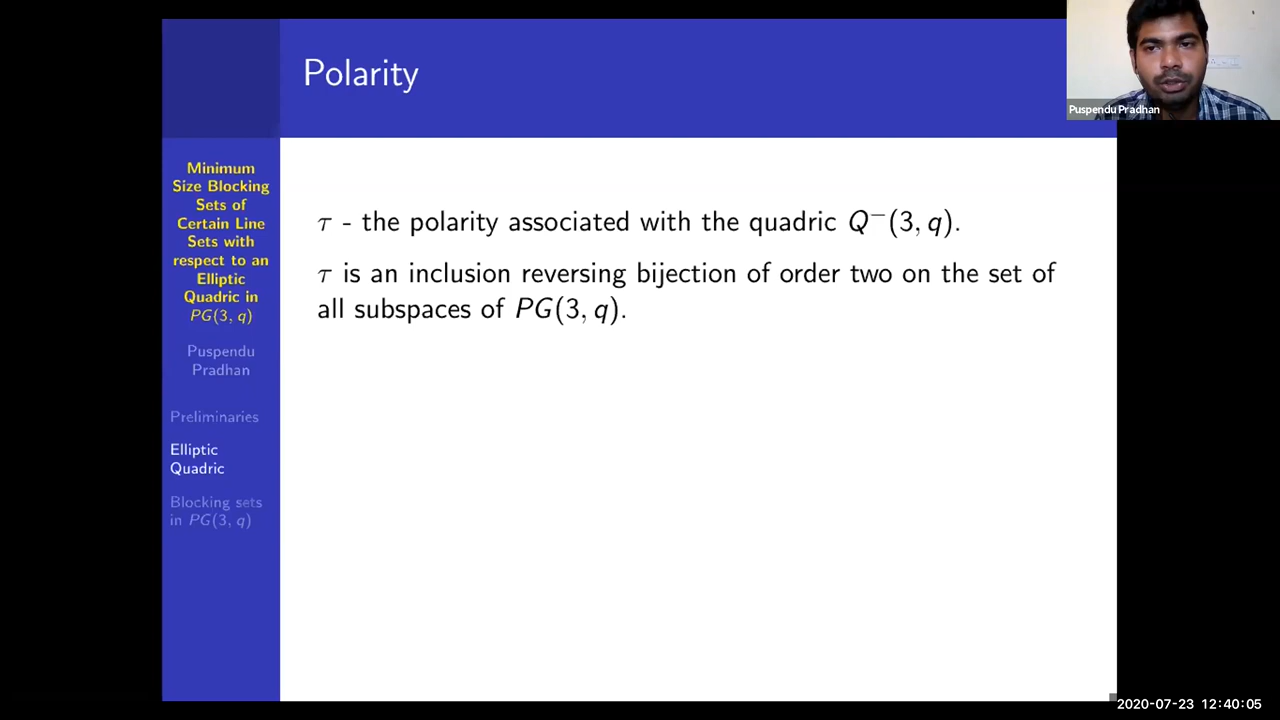 Polarity
Puspendu Pradhan
Minimum
Size Blocking
Sets of
Certain Line
Sets with
respect to an
Elliptic
Quadric in
PG(3, q)
Puspendu
Pradhan
Preliminaries
Elliptic
Quadric
Blocking sets
in PG(3, q)
τ - the polarity associated with the quadric Q⁻(3, q).
τ is an inclusion reversing bijection of order two on the set of
all subspaces of PG(3, q).
2020-07-23 12:40:05